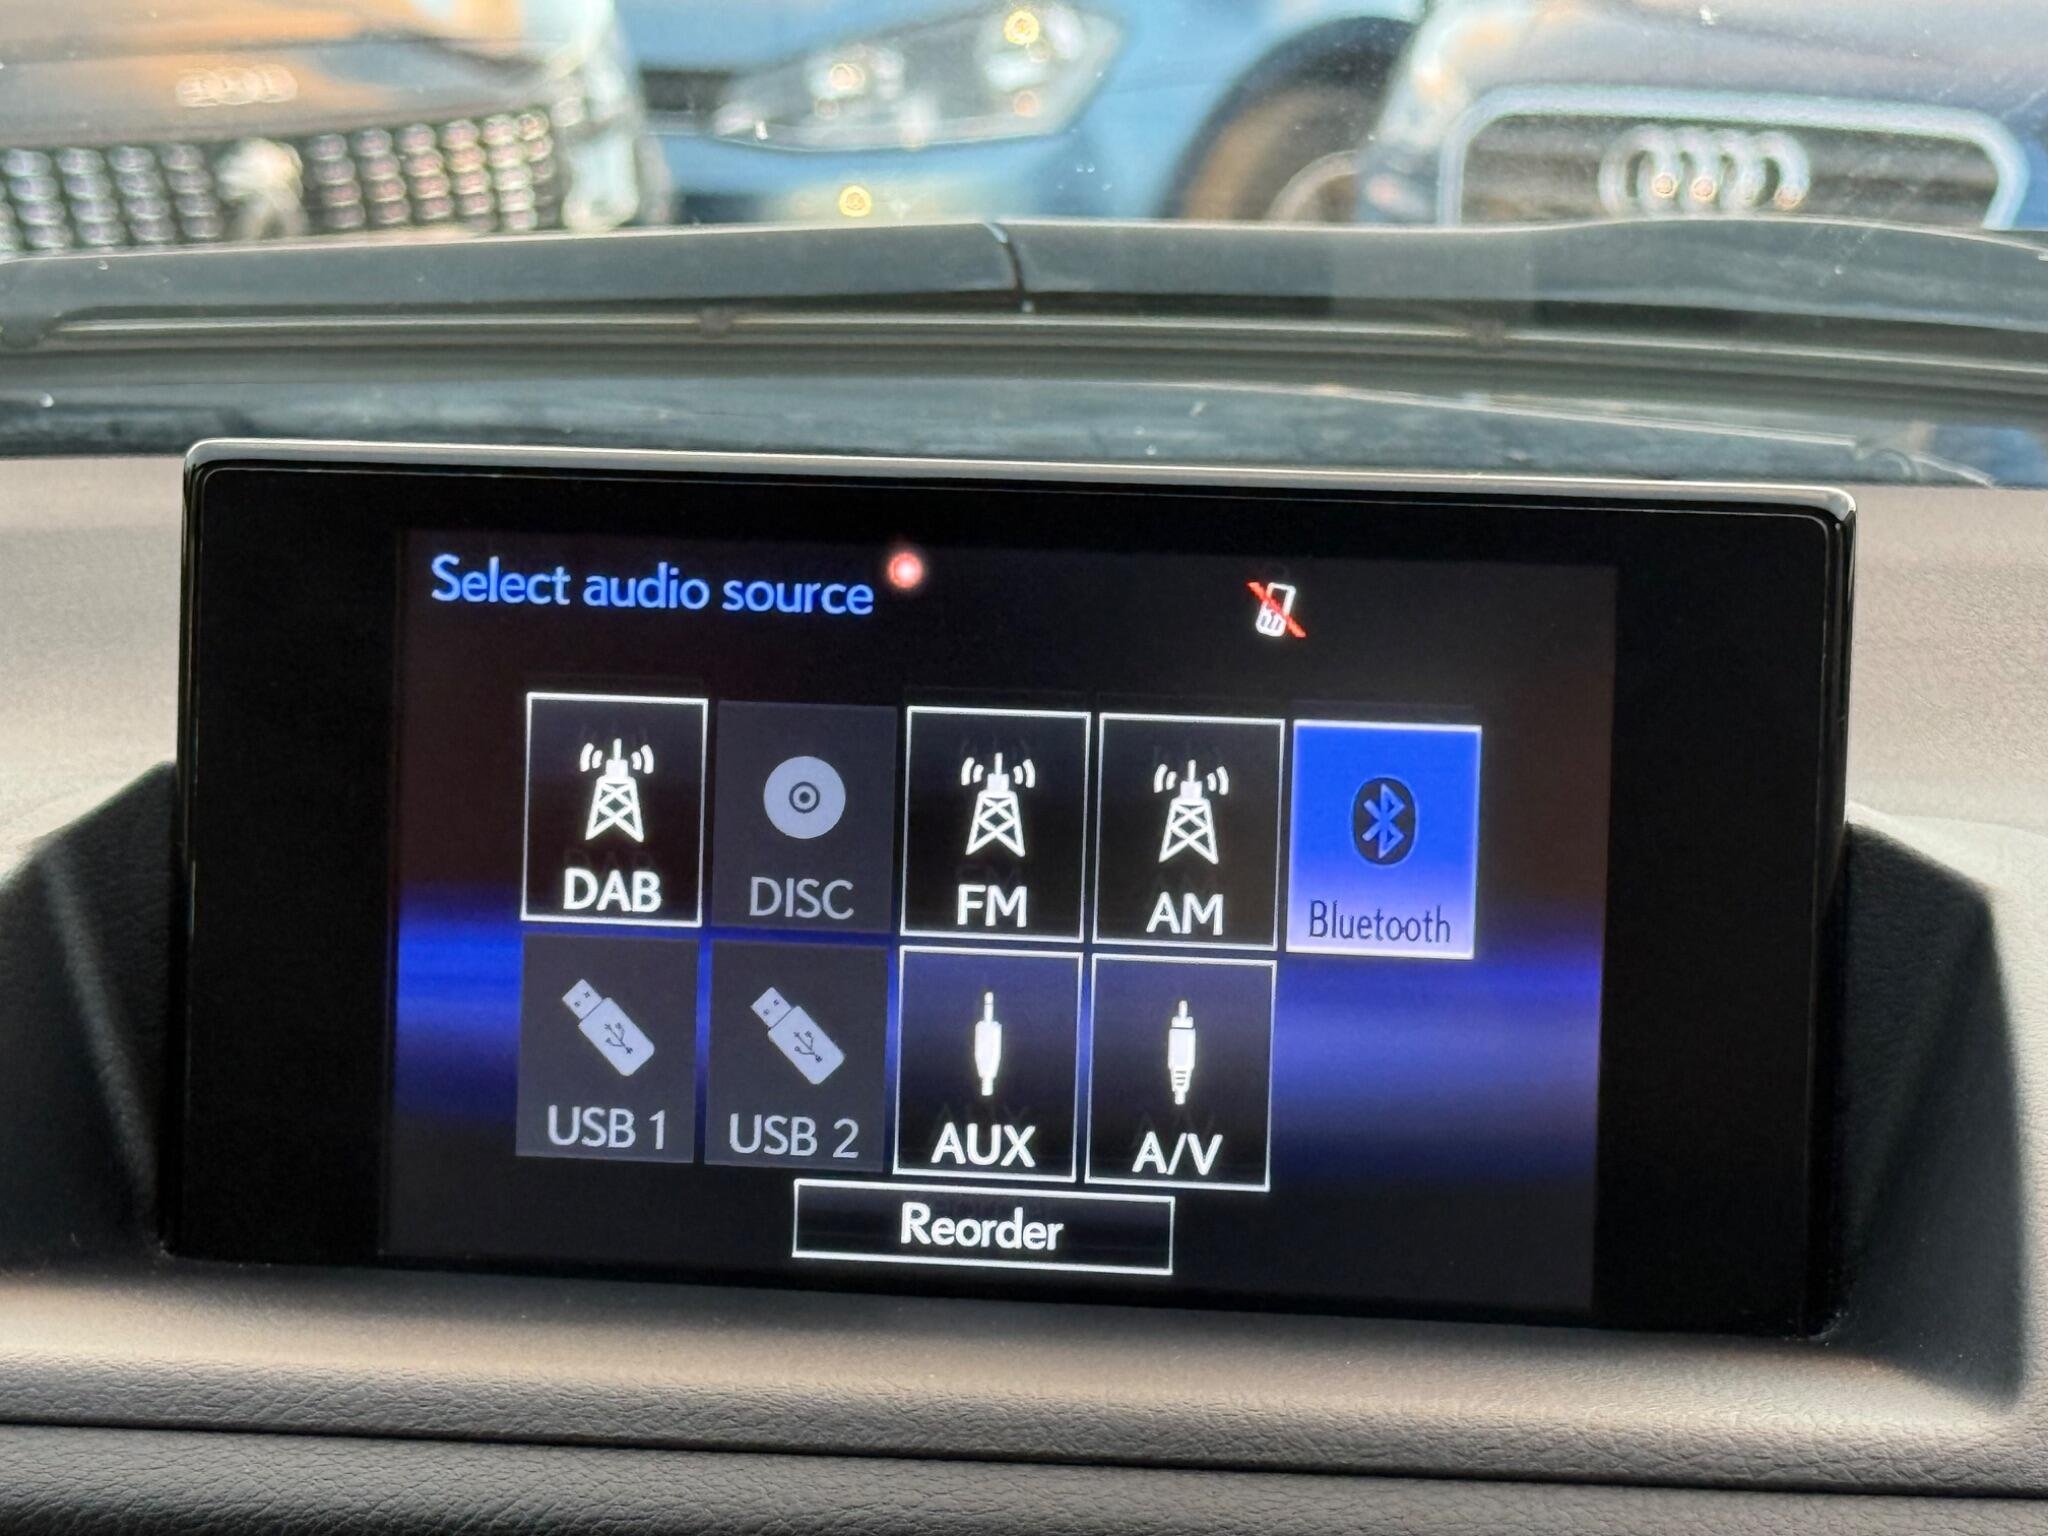 Select audio source
DAB DISC FM AM Bluetooth
USB 1 USB 2 AUX A/V
Reorder